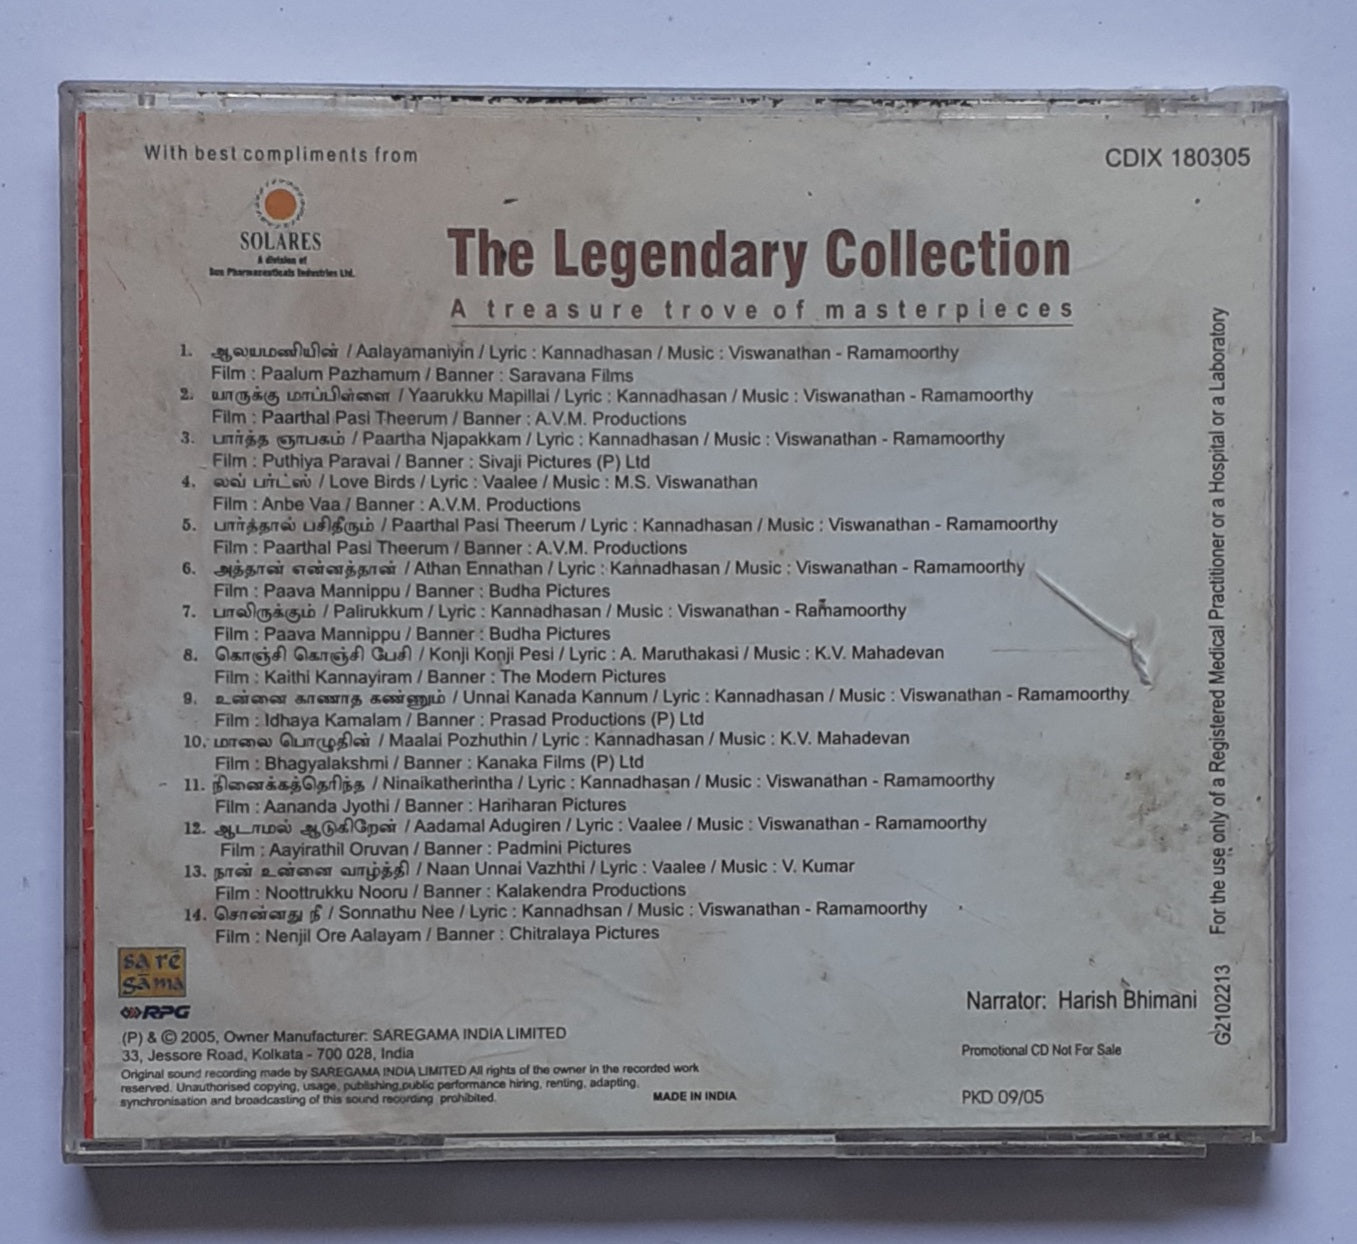 With best compliments from
CDIX 180305
SOLARES
A division of
Sun Pharmaceuticals Industries Ltd.
The Legendary Collection
A treasure trove of masterpieces
1. ஆலயமணியின் / Aalayamaniyin / Lyric : Kannadhasan / Music : Viswanathan - Ramamoorthy
Film : Paalum Pazhamum / Banner : Saravana Films
2. யாருக்கு மாப்பிள்ளை / Yaarukku Mapillai / Lyric : Kannadhasan / Music : Viswanathan - Ramamoorthy
Film : Paarthal Pasi Theerum / Banner : A.V.M. Productions
3. பார்த்த ஞாபகம் / Paartha Njapakkam / Lyric : Kannadhasan / Music : Viswanathan - Ramamoorthy
Film : Puthiya Paravai / Banner : Sivaji Pictures (P) Ltd
4. லவ் பர்ட்ஸ் / Love Birds / Lyric : Vaalee / Music : M.S. Viswanathan
Film : Anbe Vaa / Banner : A.V.M. Productions
5. பார்த்தால் பசிதீரும் / Paarthal Pasi Theerum / Lyric : Kannadhasan / Music : Viswanathan - Ramamoorthy
Film : Paarthal Pasi Theerum / Banner : A.V.M. Productions
6. அத்தான் என்னத்தான் / Athan Ennathan / Lyric : Kannadhasan / Music : Viswanathan - Ramamoorthy
Film : Paava Mannippu / Banner : Budha Pictures
7. பாலிருக்கும் / Palirukkum / Lyric : Kannadhasan / Music : Viswanathan - Ramamoorthy
Film : Paava Mannippu / Banner : Budha Pictures
8. கொஞ்சி கொஞ்சி பேசி / Konji Konji Pesi / Lyric : A. Maruthakasi / Music : K.V. Mahadevan
Film : Kaithi Kannayiram / Banner : The Modern Pictures
9. உன்னை காணாத கண்ணும் / Unnai Kanada Kannum / Lyric : Kannadhasan / Music : Viswanathan - Ramamoorthy
Film : Idhaya Kamalam / Banner : Prasad Productions (P) Ltd
10. மாலை பொழுதின் / Maalai Pozhuthin / Lyric : Kannadhasan / Music : K.V. Mahadevan
Film : Bhagyalakshmi / Banner : Kanaka Films (P) Ltd
11. நினைக்கத்தெரிந்த / Ninaikatherintha / Lyric : Kannadhasan / Music : Viswanathan - Ramamoorthy
Film : Aananda Jyothi / Banner : Hariharan Pictures
12. ஆடாமல் ஆடுகிறேன் / Aadamal Adugiren / Lyric : Vaalee / Music : Viswanathan - Ramamoorthy
Film : Aayirathil Oruvan / Banner : Padmini Pictures
13. நான் உன்னை வாழ்த்தி / Naan Unnai Vazhthi / Lyric : Vaalee / Music : V. Kumar
Film : Noottrukku Nooru / Banner : Kalakendra Productions
14. சொன்னது நீ / Sonnathu Nee / Lyric : Kannadhsan / Music : Viswanathan - Ramamoorthy
Film : Nenjil Ore Aalayam / Banner : Chitralaya Pictures
sa rē
gā ma
RPG
(P) & © 2005, Owner Manufacturer: SAREGAMA INDIA LIMITED
33, Jessore Road, Kolkata - 700 028, India
Original sound recording made by SAREGAMA INDIA LIMITED All rights of the owner in the recorded work
reserved. Unauthorised copying, usage, publishing,public performance hiring, renting, adapting,
synchronisation and broadcasting of this sound recording prohibited.
MADE IN INDIA
Narrator: Harish Bhimani
Promotional CD Not For Sale
PKD 09/05
G2102213 For the use only of a Registered Medical Practitioner or a Hospital or a Laboratory